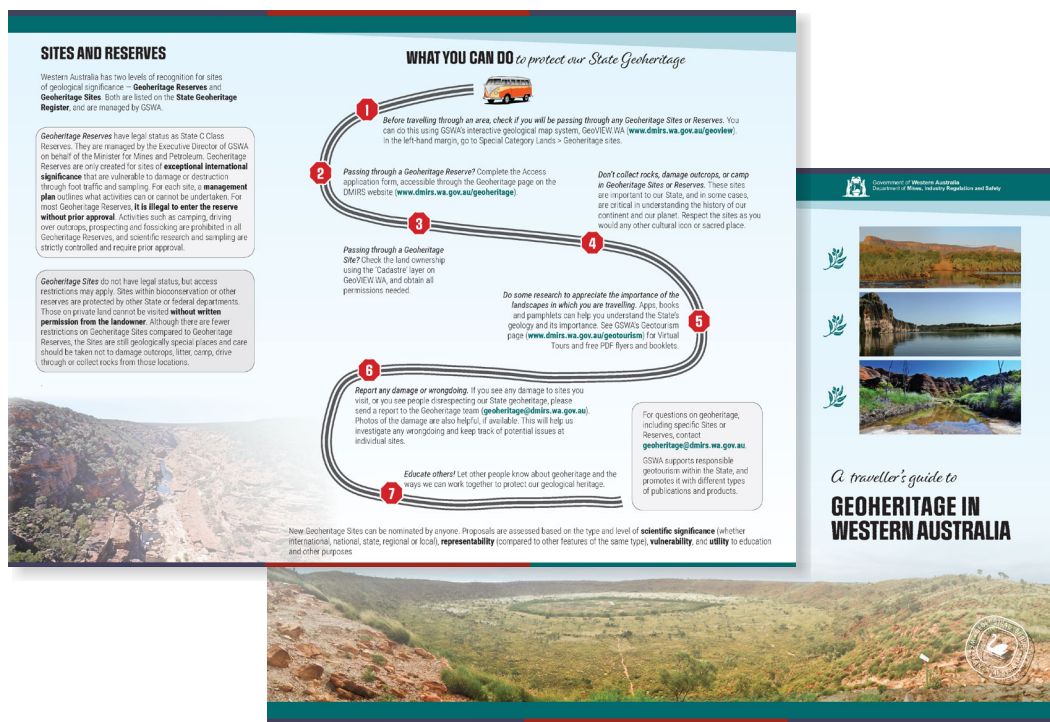 SITES AND RESERVES
Western Australia has two levels of recognition for sites
of geological significance — Geoheritage Reserves and
Geoheritage Sites. Both are listed on the State Geoheritage
Register, and are managed by GSWA.
Geoheritage Reserves have legal status as State C Class
Reserves. They are managed by the Executive Director of GSWA
on behalf of the Minister for Mines and Petroleum. Geoheritage
Reserves are only created for sites of exceptional international
significance that are vulnerable to damage or destruction
through foot traffic and sampling. For each site, a management
plan outlines what activities can or cannot be undertaken. For
most Geoheritage Reserves, it is illegal to enter the reserve
without prior approval. Activities such as camping, driving
over outcrops, prospecting and fossicking are prohibited in all
Geoheritage Reserves, and scientific research and sampling are
strictly controlled and require prior approval.
Geoheritage Sites do not have legal status, but access
restrictions may apply. Sites within bioconservation or other
reserves are protected by other State or federal departments.
Those on private land cannot be visited without written
permission from the landowner. Although there are fewer
restrictions on Geoheritage Sites compared to Geoheritage
Reserves, the Sites are still geologically special places and care
should be taken not to damage outcrops, litter, camp, drive
through or collect rocks from those locations.
WHAT YOU CAN DO to protect our State Geoheritage
1
Before travelling through an area, check if you will be passing through any Geoheritage Sites or Reserves. You
can do this using GSWA's interactive geological map system, GeoVIEW.WA (www.dmirs.wa.gov.au/geoview).
In the left-hand margin, go to Special Category Lands > Geoheritage sites.
2
Passing through a Geoheritage Reserve? Complete the Access
application form, accessible through the Geoheritage page on the
DMIRS website (www.dmirs.wa.gov.au/geoheritage).
3
Passing through a Geoheritage
Site? Check the land ownership
using the 'Cadastre' layer on
GeoVIEW.WA, and obtain all
permissions needed.
Don't collect rocks, damage outcrops, or camp
in Geoheritage Sites or Reserves. These sites
are important to our State, and in some cases,
are critical in understanding the history of our
continent and our planet. Respect the sites as you
would any other cultural icon or sacred place.
4
Do some research to appreciate the importance of the
landscapes in which you are travelling. Apps, books
and pamphlets can help you understand the State's
geology and its importance. See GSWA's Geotourism
page (www.dmirs.wa.gov.au/geotourism) for Virtual
Tours and free PDF flyers and booklets.
5
6
Report any damage or wrongdoing. If you see any damage to sites you
visit, or you see people disrespecting our State geoheritage, please
send a report to the Geoheritage team (geoheritage@dmirs.wa.gov.au).
Photos of the damage are also helpful, if available. This will help us
investigate any wrongdoing and keep track of potential issues at
individual sites.
7
Educate others! Let other people know about geoheritage and the
ways we can work together to protect our geological heritage.
For questions on geoheritage,
including specific Sites or
Reserves, contact
geoheritage@dmirs.wa.gov.au.
GSWA supports responsible
geotourism within the State, and
promotes it with different types
of publications and products.
New Geoheritage Sites can be nominated by anyone. Proposals are assessed based on the type and level of scientific significance (whether
international, national, state, regional or local), representability (compared to other features of the same type), vulnerability, and utility to education
and other purposes
Government of Western Australia
Department of Mines, Industry Regulation and Safety
A traveller's guide to
GEOHERITAGE IN
WESTERN AUSTRALIA